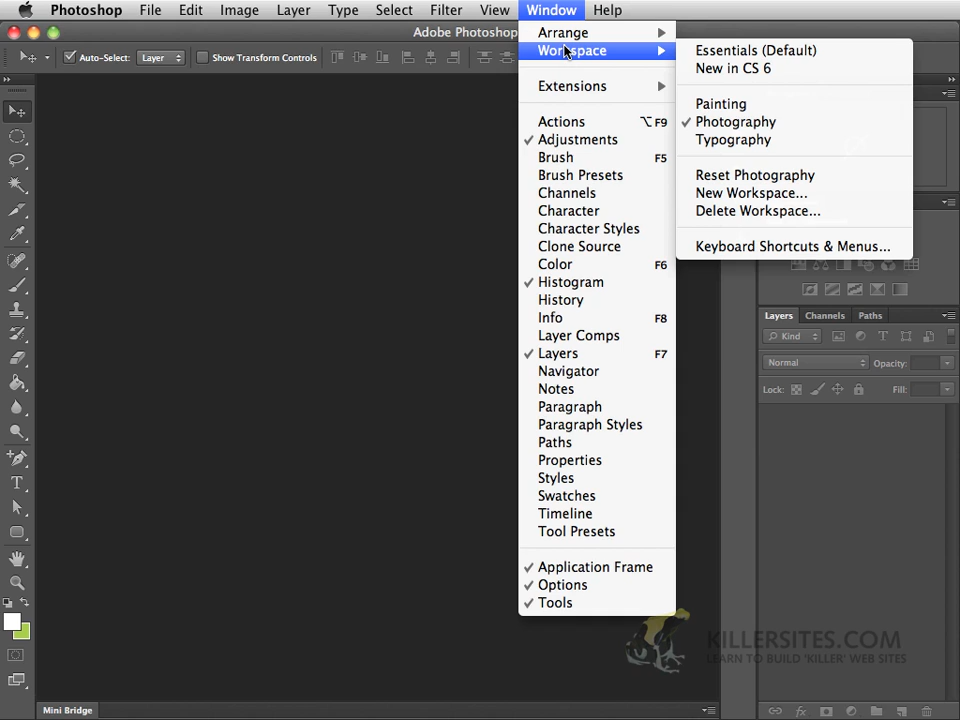 Photoshop File Edit Image Layer Type Select Filter View Window Help
Adobe Photoshop
Auto-Select: Layer Show Transform Controls
Arrange
Workspace
Extensions
Actions ⌥F9
Adjustments
Brush F5
Brush Presets
Channels
Character
Character Styles
Clone Source
Color F6
Histogram
History
Info F8
Layer Comps
Layers F7
Navigator
Notes
Paragraph
Paragraph Styles
Paths
Properties
Styles
Swatches
Timeline
Tool Presets
Application Frame
Options
Tools
Essentials (Default)
New in CS 6
Painting
Photography
Typography
Reset Photography
New Workspace...
Delete Workspace...
Keyboard Shortcuts & Menus...
Layers Channels Paths
Kind
Normal Opacity:
Lock: Fill:
KILLERSITES.COM
LEARN TO BUILD 'KILLER' WEB SITES
Mini Bridge